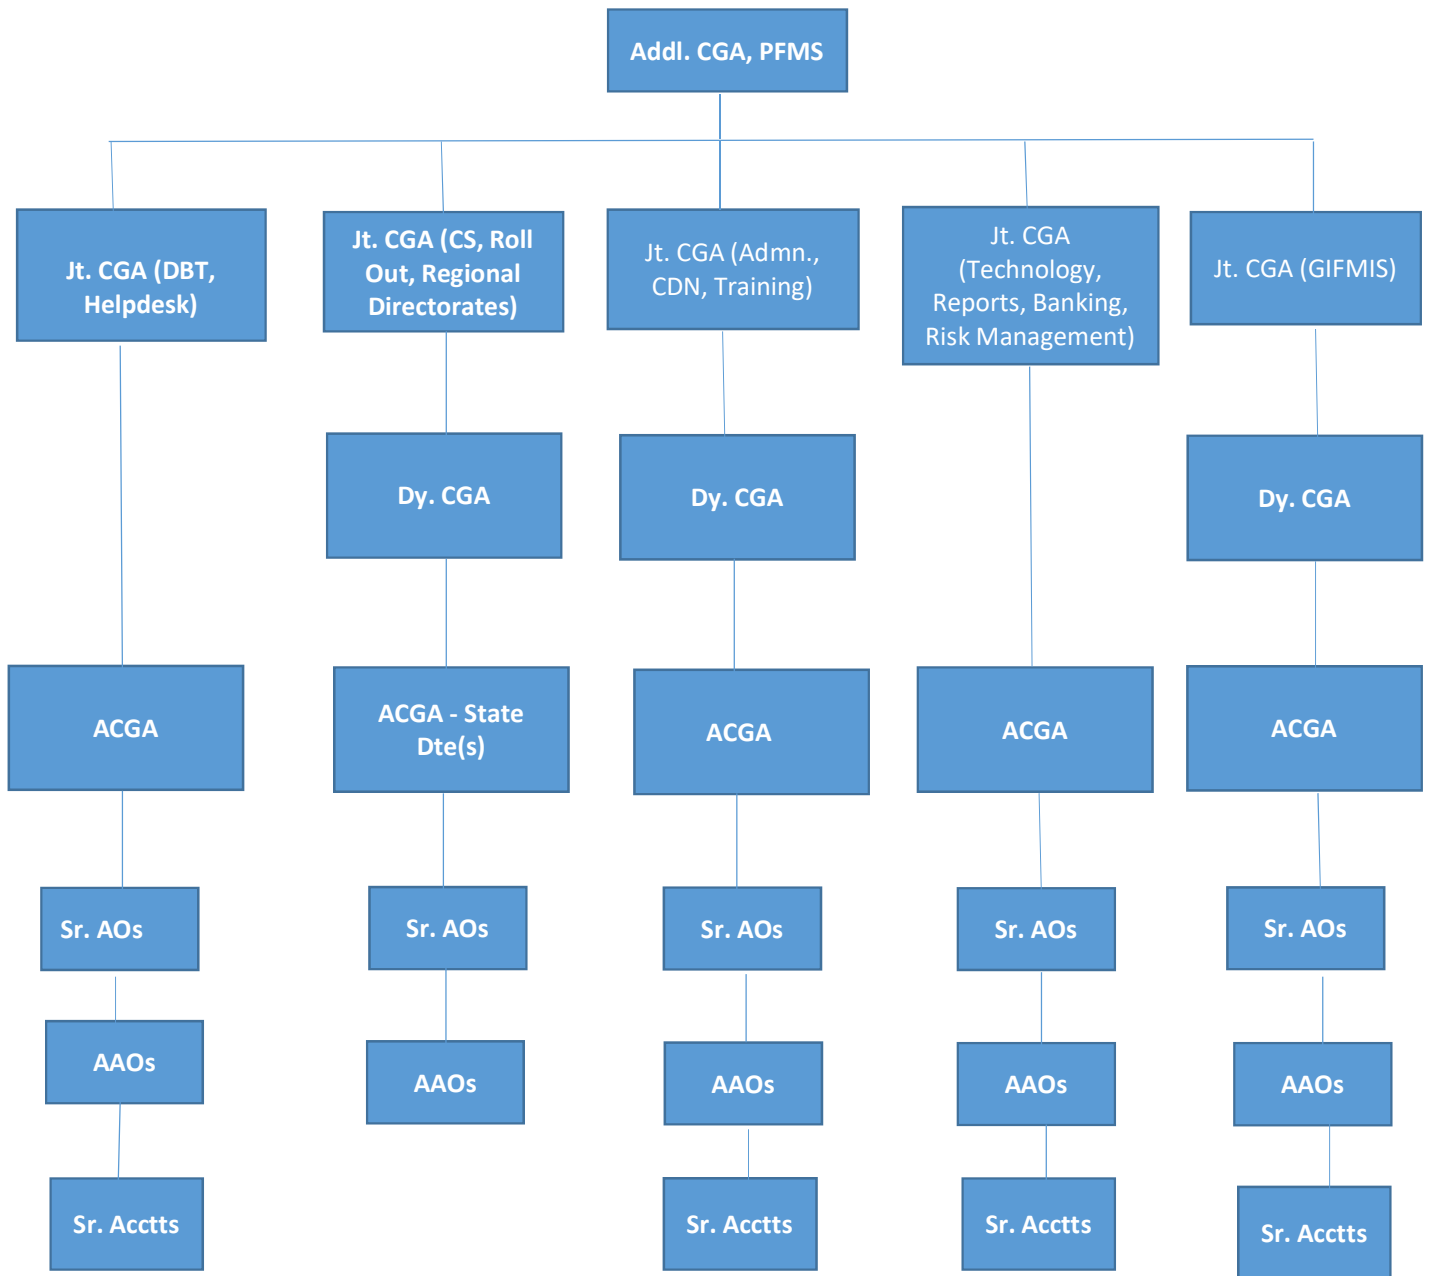 Addl. CGA, PFMS
Jt. CGA (DBT,
Helpdesk)
Jt. CGA (CS, Roll
Out, Regional
Directorates)
Jt. CGA (Admn.,
CDN, Training)
Jt. CGA
(Technology,
Reports, Banking,
Risk Management)
Jt. CGA (GIFMIS)
Dy. CGA
Dy. CGA
Dy. CGA
ACGA
ACGA - State
Dte(s)
ACGA
ACGA
ACGA
Sr. AOs
Sr. AOs
Sr. AOs
Sr. AOs
Sr. AOs
AAOs
AAOs
AAOs
AAOs
AAOs
Sr. Acctts
Sr. Acctts
Sr. Acctts
Sr. Acctts